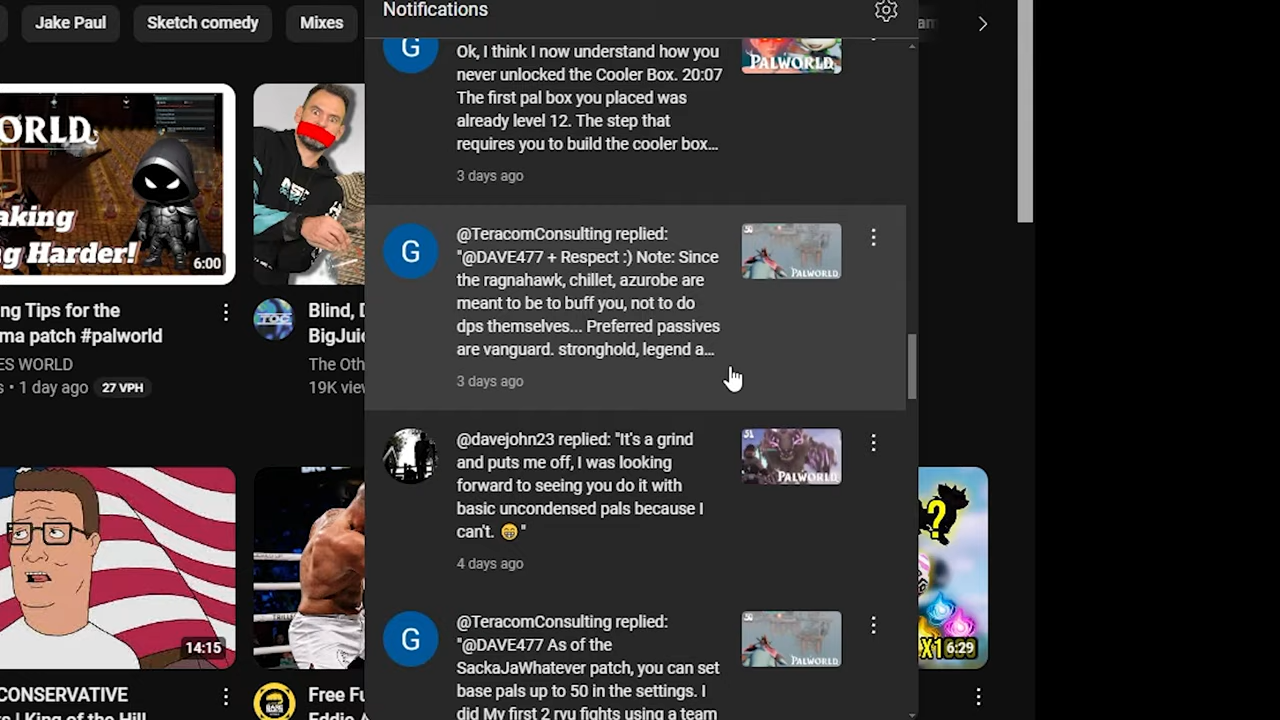 Jake Paul
Sketch comedy
Mixes
Notifications
am
ORLD
aking
g Harder!
6:00
ng Tips for the
ma patch #palworld
ES WORLD
s • 1 day ago 27 VPH
Blind, D
BigJuic
The Oth
19K view
G
Ok, I think I now understand how you
never unlocked the Cooler Box. 20:07
The first pal box you placed was
already level 12. The step that
requires you to build the cooler box...
3 days ago
PALWORLD
G
@TeracomConsulting replied:
"@DAVE477 + Respect :) Note: Since
the ragnahawk, chillet, azurobe are
meant to be to buff you, not to do
dps themselves... Preferred passives
are vanguard. stronghold, legend a...
3 days ago
PALWORLD
@davejohn23 replied: "It's a grind
and puts me off, I was looking
forward to seeing you do it with
basic uncondensed pals because I
can't. 😁"
4 days ago
51
PALWORLD
G
@TeracomConsulting replied:
"@DAVE477 As of the
SackaJaWhatever patch, you can set
base pals up to 50 in the settings. I
did My first 2 ryu fights using a team
PALWORLD
14:15
CONSERVATIVE
s | King of the Hill
Free Fu
Eddie A
?
6:29